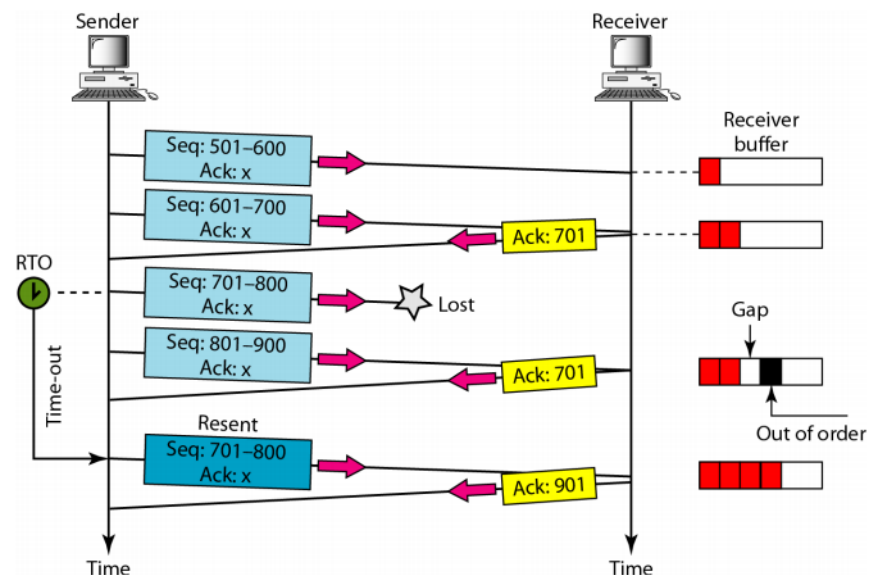 Sender
Receiver
Receiver
buffer
Seq: 501–600
Ack: x
Seq: 601–700
Ack: x
Ack: 701
RTO
Seq: 701–800
Ack: x
Lost
Gap
Time-out
Seq: 801–900
Ack: x
Ack: 701
Out of order
Resent
Seq: 701–800
Ack: x
Ack: 901
Time
Time